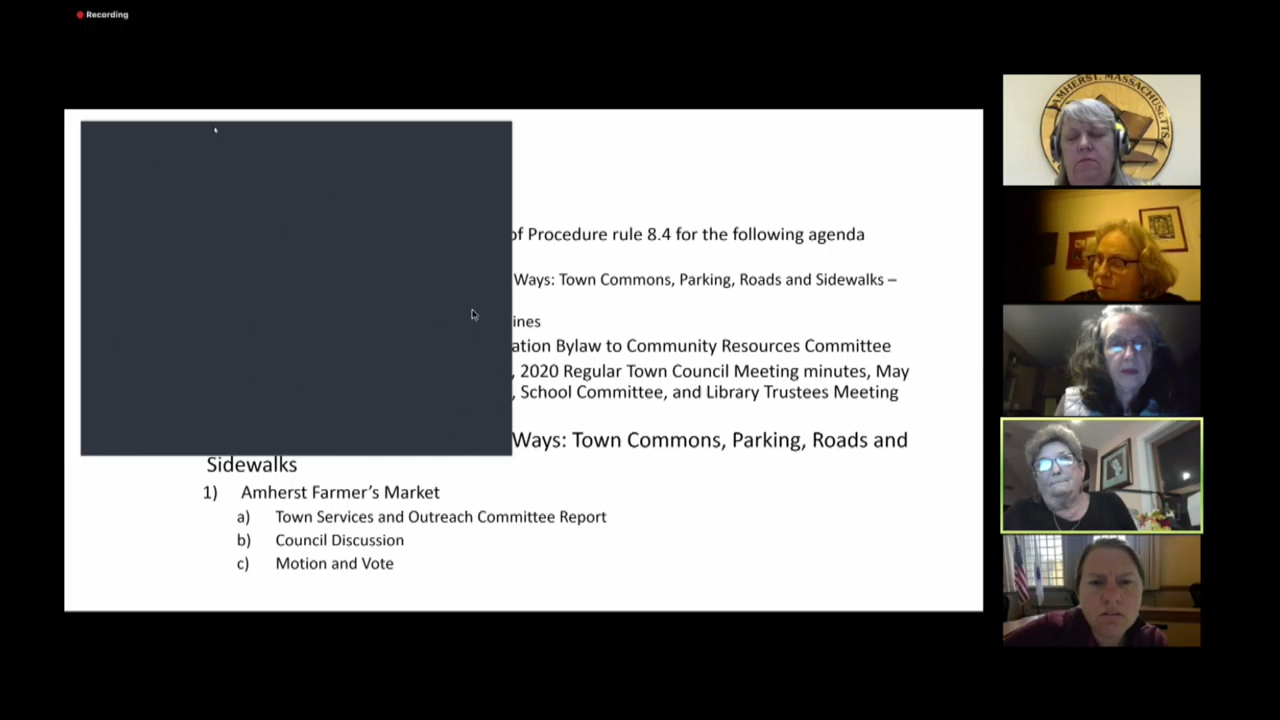 Recording
AMHERST, MASSACHUSETTS
of Procedure rule 8.4 for the following agenda
Ways: Town Commons, Parking, Roads and Sidewalks –
ines
ation Bylaw to Community Resources Committee
, 2020 Regular Town Council Meeting minutes, May
, School Committee, and Library Trustees Meeting
Ways: Town Commons, Parking, Roads and
Sidewalks
1) Amherst Farmer’s Market
a) Town Services and Outreach Committee Report
b) Council Discussion
c) Motion and Vote